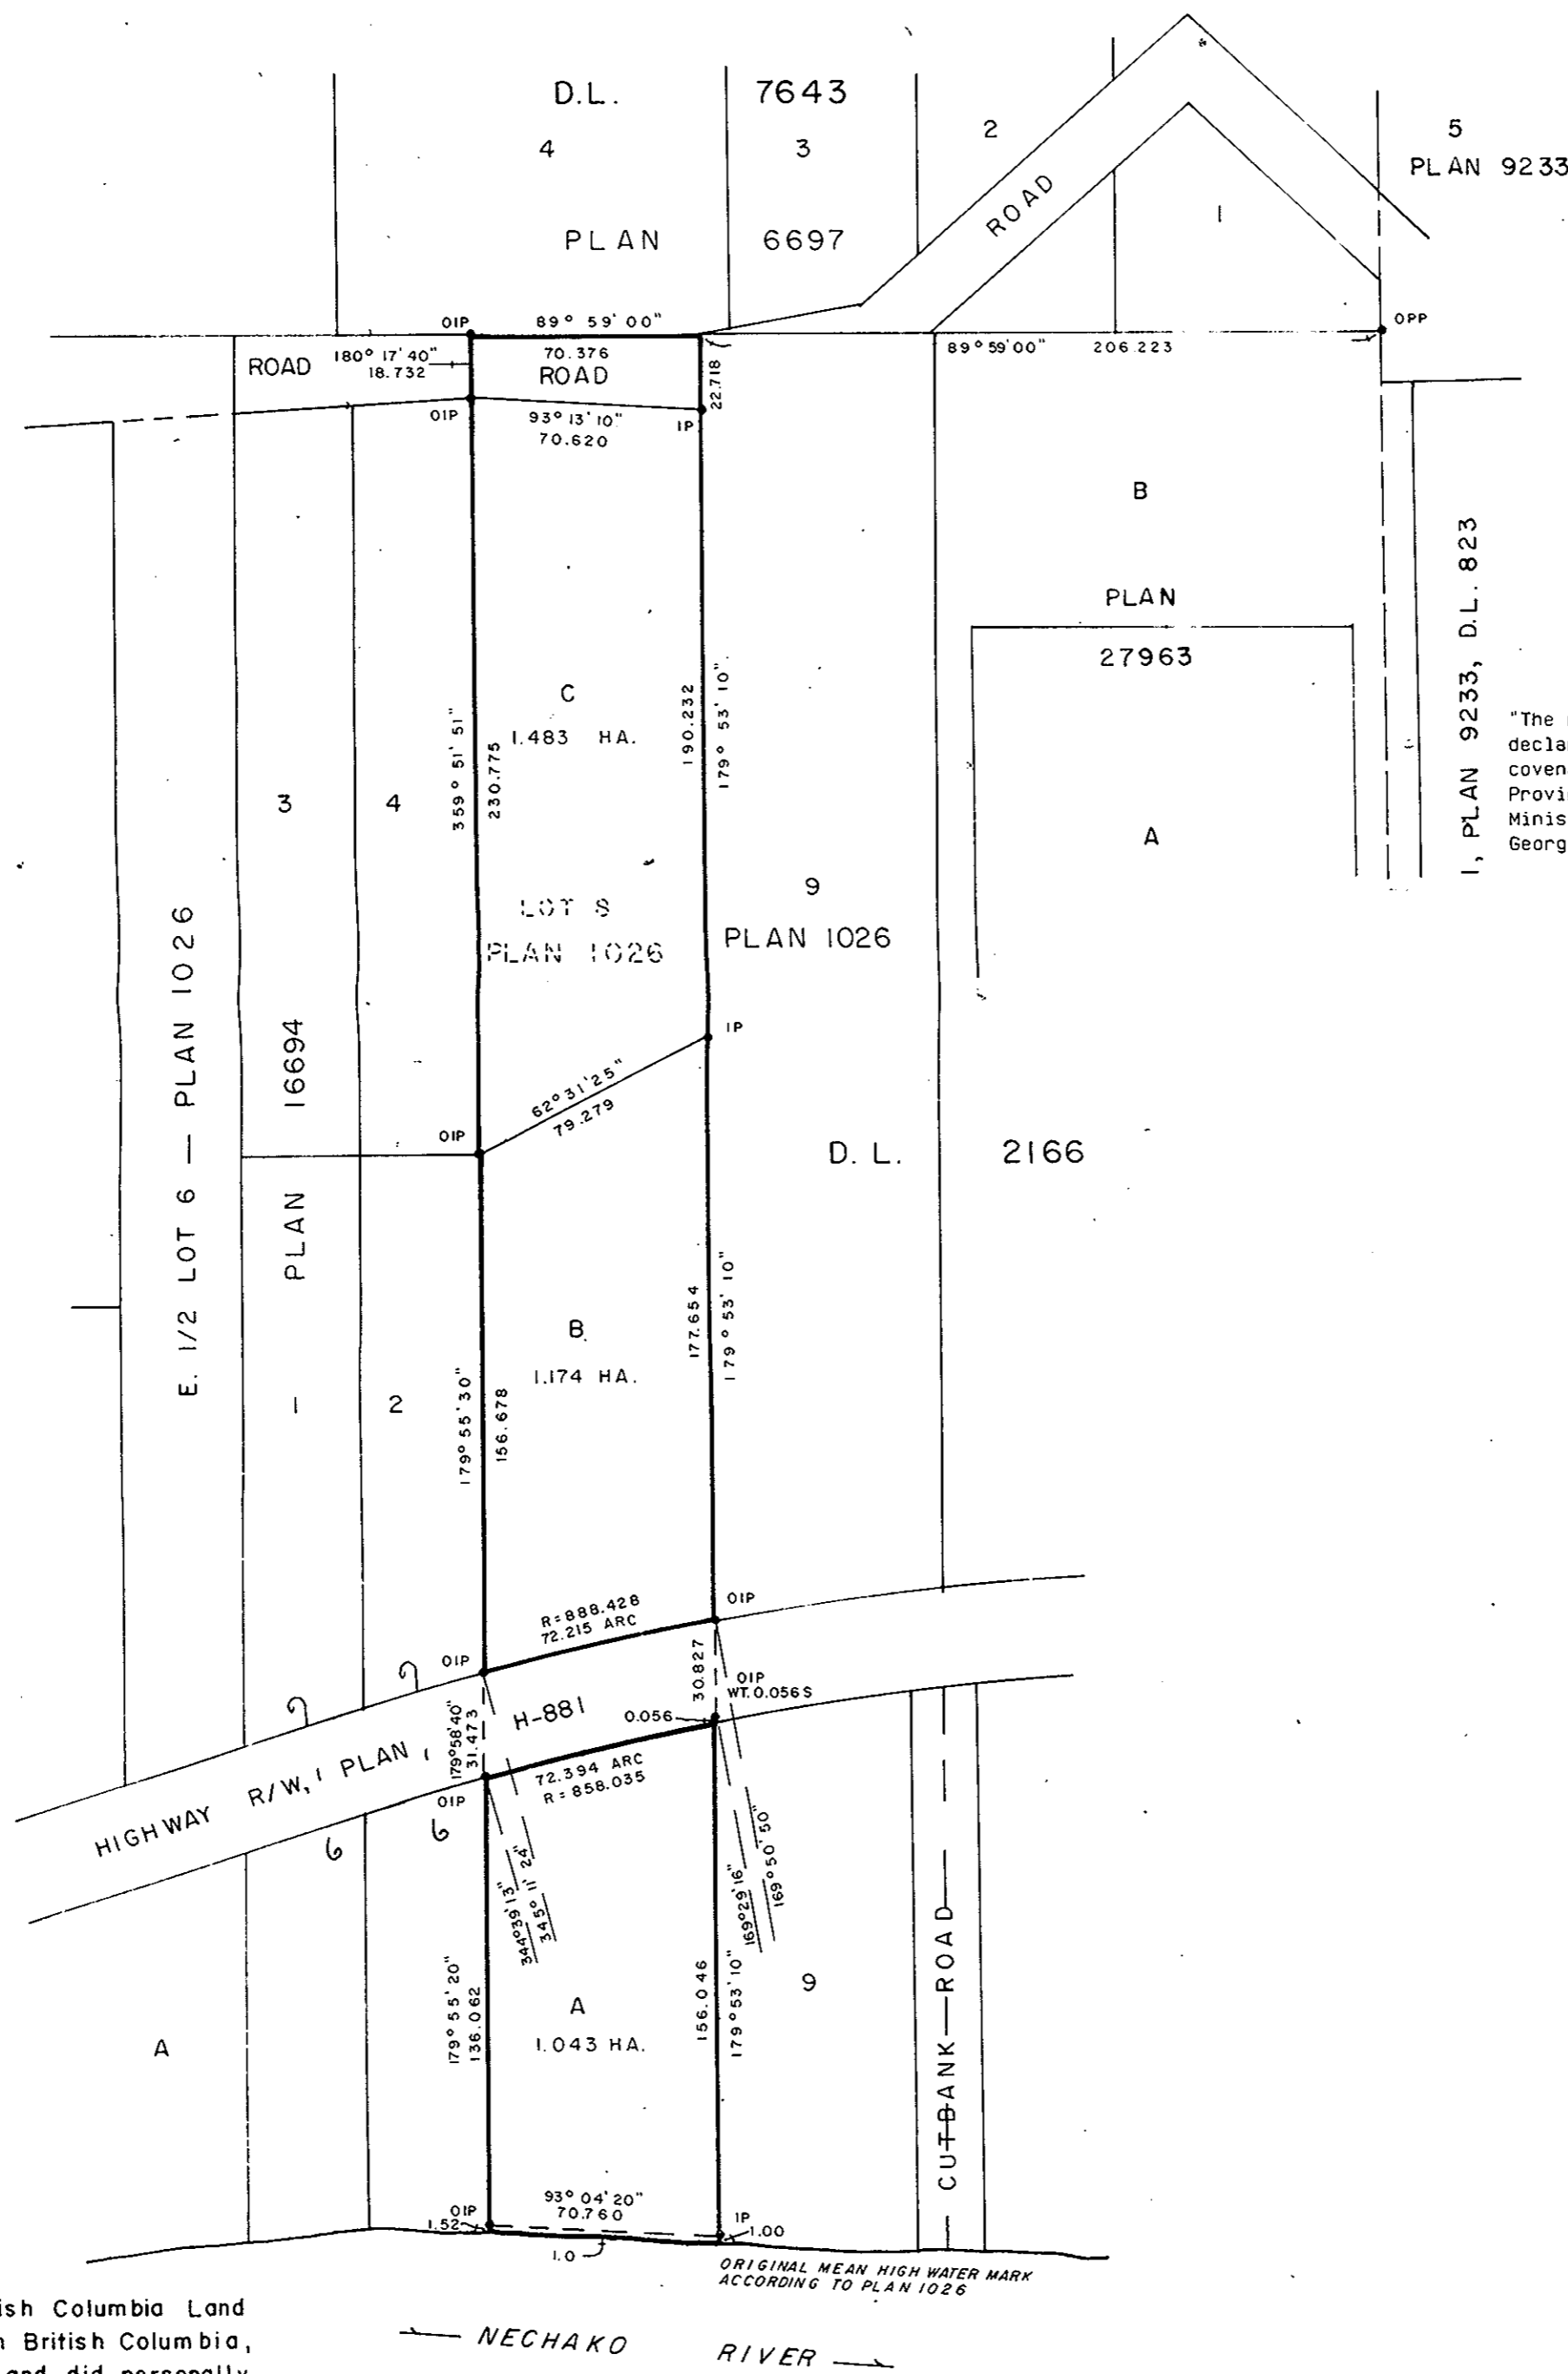 D.L. 7643
4 3 2 5
PLAN 9233
PLAN 6697 1
ROAD
OIP 89° 59' 00" OPP
ROAD 180° 17' 40" 18.732
70.376
ROAD
22.718
89°59'00" 206.223
OIP 93° 13' 10" IP
70.620
B
PLAN
27963
1, PLAN 9233, D.L. 823
"The
C
1.483 HA.
359° 51' 51"
230.775
190.232
179° 53' 10"
3 4
A
9
LOT 8
PLAN 1026
PLAN 1026
E. 1/2 LOT 6 — PLAN 1026
PLAN 16694
IP
62° 31' 25"
79.279
OIP
D. L. 2166
B
1.174 HA.
177.654
179° 53' 10"
179° 55' 30"
156.678
1 2
R=888.428
72.215 ARC
OIP
OIP
30.827
OIP
WT. 0.056 S
0.056
179°58'40"
31.473
HIGHWAY R/W, PLAN H-881
72.394 ARC
R=858.035
OIP
6 6
344°39'13"
345° 11' 24"
169°29'16"
169° 50' 50"
179° 55' 20"
136.062
A
1.043 HA.
156.046
179° 53' 10"
9
A
CUTBANK ROAD
OIP 93° 04' 20" IP
1.52 70.760 1.00
1.0
ORIGINAL MEAN HIGH WATER MARK
ACCORDING TO PLAN 1026
NECHAKO RIVER
Columbia Land
British Columbia,
and did personally